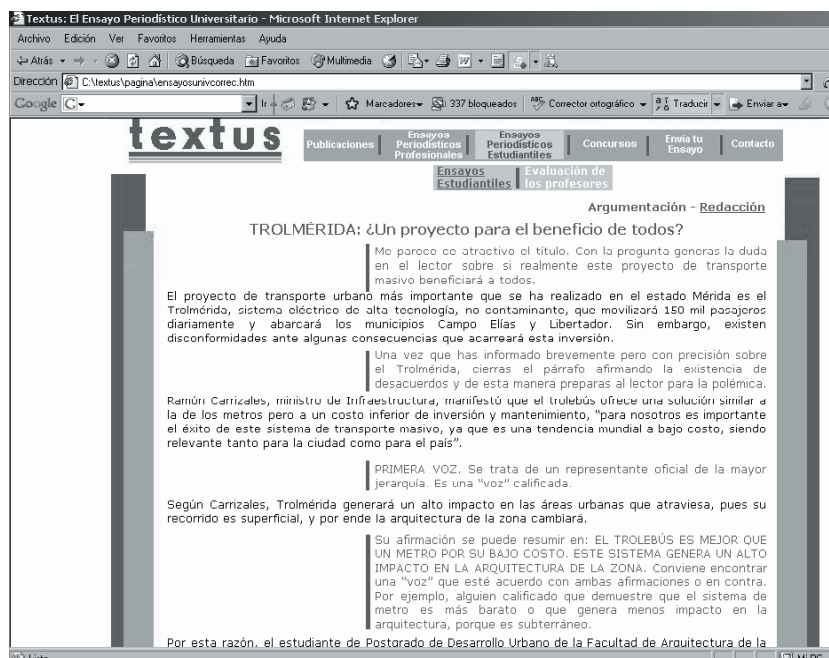 Textus: El Ensayo Periodístico Universitario - Microsoft Internet Explorer
Archivo Edición Ver Favoritos Herramientas Ayuda
Atrás Búsqueda Favoritos Multimedia
Dirección C:\textus\pagina\ensayosunivcorrec.htm
Google Ir Marcadores 337 bloqueados Corrector ortográfico Traducir Enviar a
textus
Publicaciones
Ensayos Periodísticos Profesionales
Ensayos Periodísticos Estudiantiles
Concursos
Envia tu Ensayo
Contacto
Ensayos Estudiantiles
Evaluación de los profesores
Argumentación - Redacción
TROLMÉRIDA: ¿Un proyecto para el beneficio de todos?
Me parece ce atractivo el título. Con la pregunta generas la duda
en el lector sobre si realmente este proyecto de transporte
masivo beneficiará a todos.
El proyecto de transporte urbano más importante que se ha realizado en el estado Mérida es el
Trolmérida, sistema eléctrico de alta tecnología, no contaminante, que movilizará 150 mil pasajeros
diariamente y abarcará los municipios Campo Elías y Libertador. Sin embargo, existen
disconformidades ante algunas consecuencias que acarreará esta inversión.
Una vez que has informado brevemente pero con precisión sobre
el Trolmérida, cierras el párrafo afirmando la existencia de
desacuerdos y de esta manera preparas al lector para la polémica.
Ramón Carrizales, ministro de Infraestructura, manifestó que el trolebús ofrece una solución similar a
la de los metros pero a un costo inferior de inversión y mantenimiento, "para nosotros es importante
el éxito de este sistema de transporte masivo, ya que es una tendencia mundial a bajo costo, siendo
relevante tanto para la ciudad como para el país".
PRIMERA VOZ. Se trata de un representante oficial de la mayor
jerarquía. Es una "voz" calificada.
Según Carrizales, Trolmérida generará un alto impacto en las áreas urbanas que atraviesa, pues su
recorrido es superficial, y por ende la arquitectura de la zona cambiará.
Su afirmación se puede resumir en: EL TROLEBÚS ES MEJOR QUE
UN METRO POR SU BAJO COSTO. ESTE SISTEMA GENERA UN ALTO
IMPACTO EN LA ARQUITECTURA DE LA ZONA. Conviene encontrar
una "voz" que esté acuerdo con ambas afirmaciones o en contra.
Por ejemplo, alguien calificado que demuestre que el sistema de
metro es más barato o que genera menos impacto en la
arquitectura, porque es subterráneo.
Por esta razón, el estudiante de Postgrado de Desarrollo Urbano de la Facultad de Arquitectura de la
Mi PC